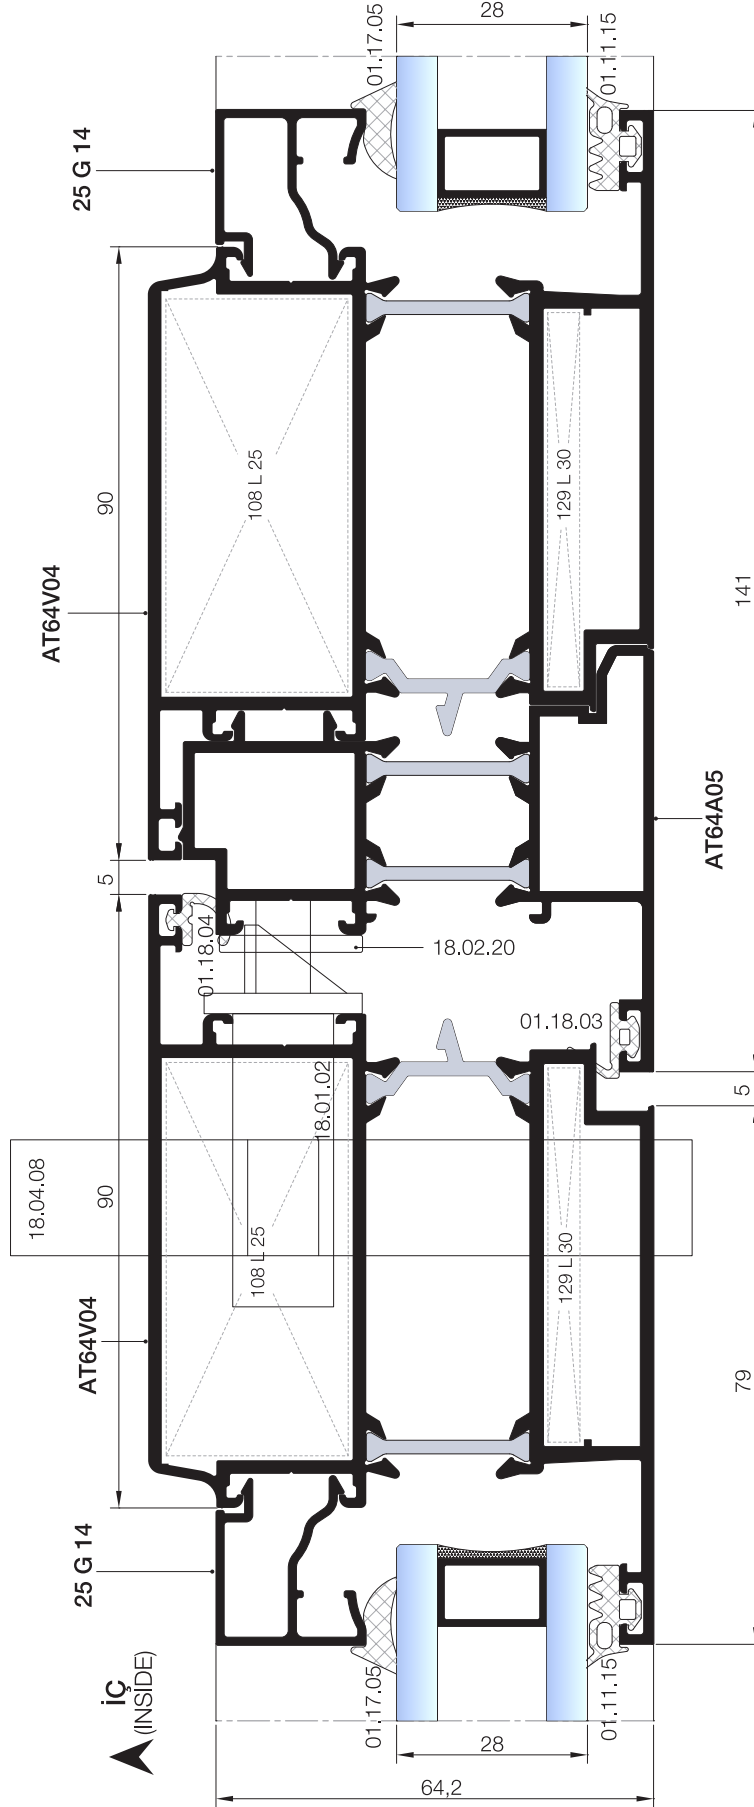 01.17.05
28
01.11.15
25 G 14
90
108 L 25
129 L 30
AT64V04
141
AT64A05
5
01.18.04
18.02.20
01.18.03
18.01.02
5
18.04.08
90
108 L 25
129 L 30
AT64V04
79
25 G 14
İÇ
(INSIDE)
01.17.05
01.11.15
28
64,2